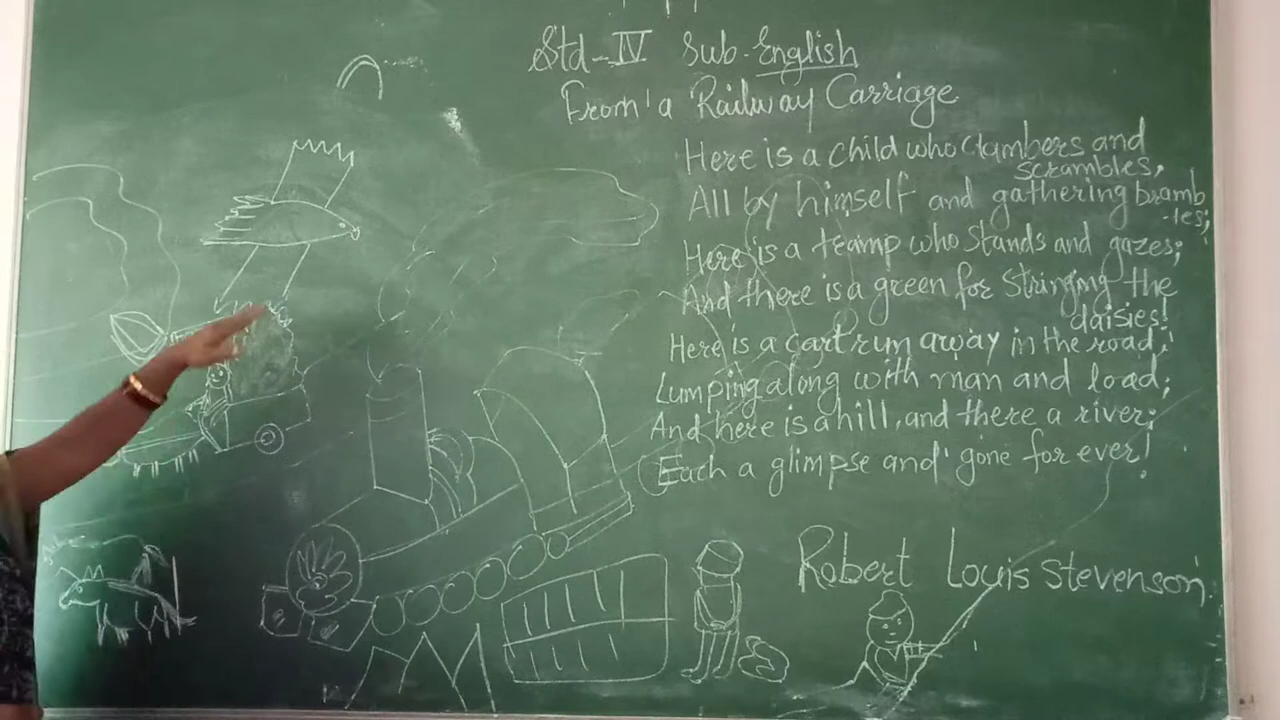 Std-IV Sub-English
From a Railway Carriage
Here is a child who clambers and scrambles,
All by himself and gathering brambles;
Here is a teamp who stands and gazes;
And there is a green for stringing the daisies!
Here is a cart run away in the road;
Lumping along with man and load;
And here is a hill, and there a river;
Each a glimpse and gone for ever!
Robert Louis Stevenson